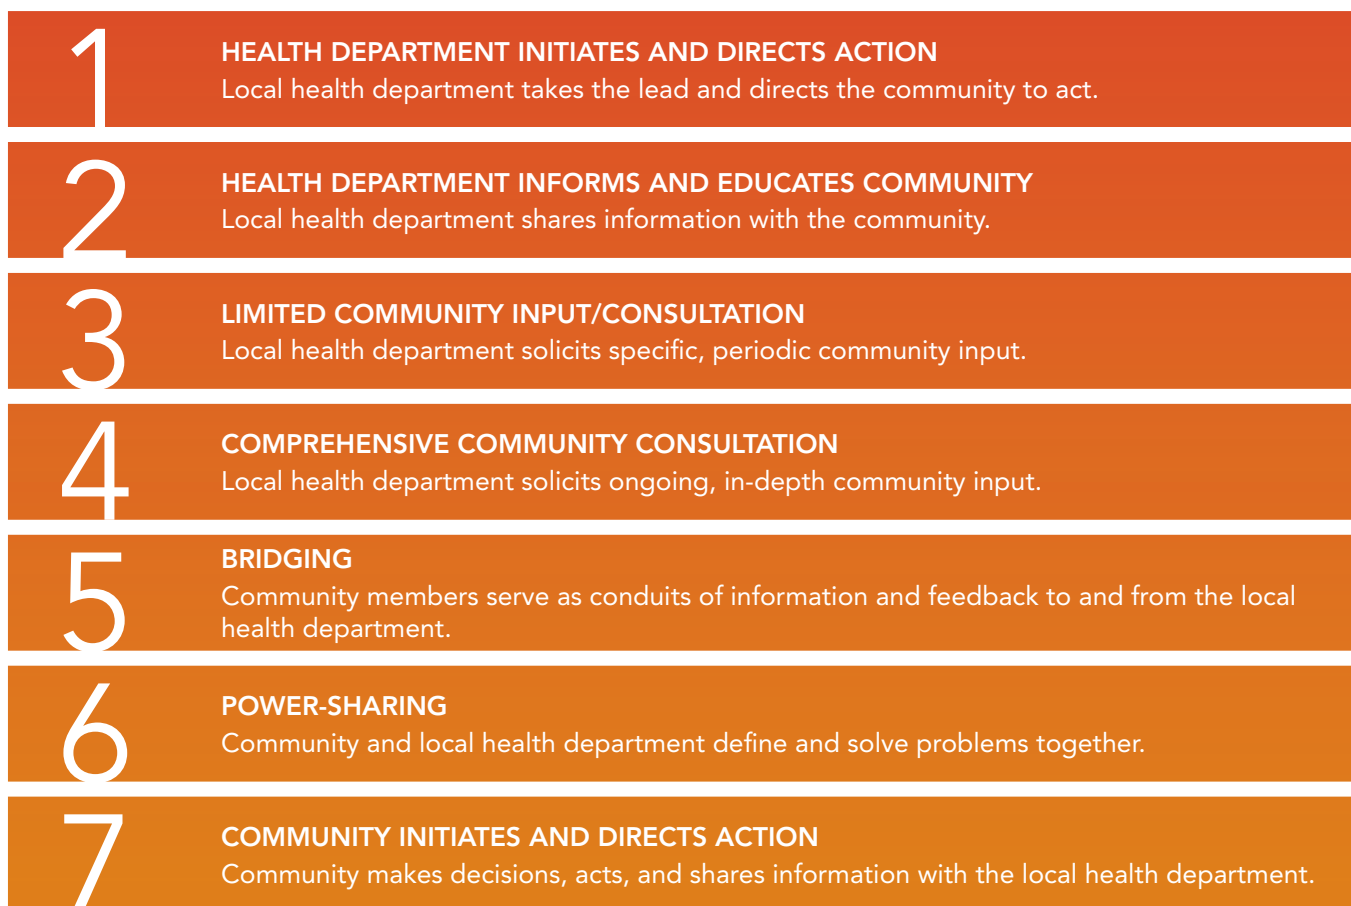 1
HEALTH DEPARTMENT INITIATES AND DIRECTS ACTION
Local health department takes the lead and directs the community to act.
2
HEALTH DEPARTMENT INFORMS AND EDUCATES COMMUNITY
Local health department shares information with the community.
3
LIMITED COMMUNITY INPUT/CONSULTATION
Local health department solicits specific, periodic community input.
4
COMPREHENSIVE COMMUNITY CONSULTATION
Local health department solicits ongoing, in-depth community input.
5
BRIDGING
Community members serve as conduits of information and feedback to and from the local
health department.
6
POWER-SHARING
Community and local health department define and solve problems together.
7
COMMUNITY INITIATES AND DIRECTS ACTION
Community makes decisions, acts, and shares information with the local health department.